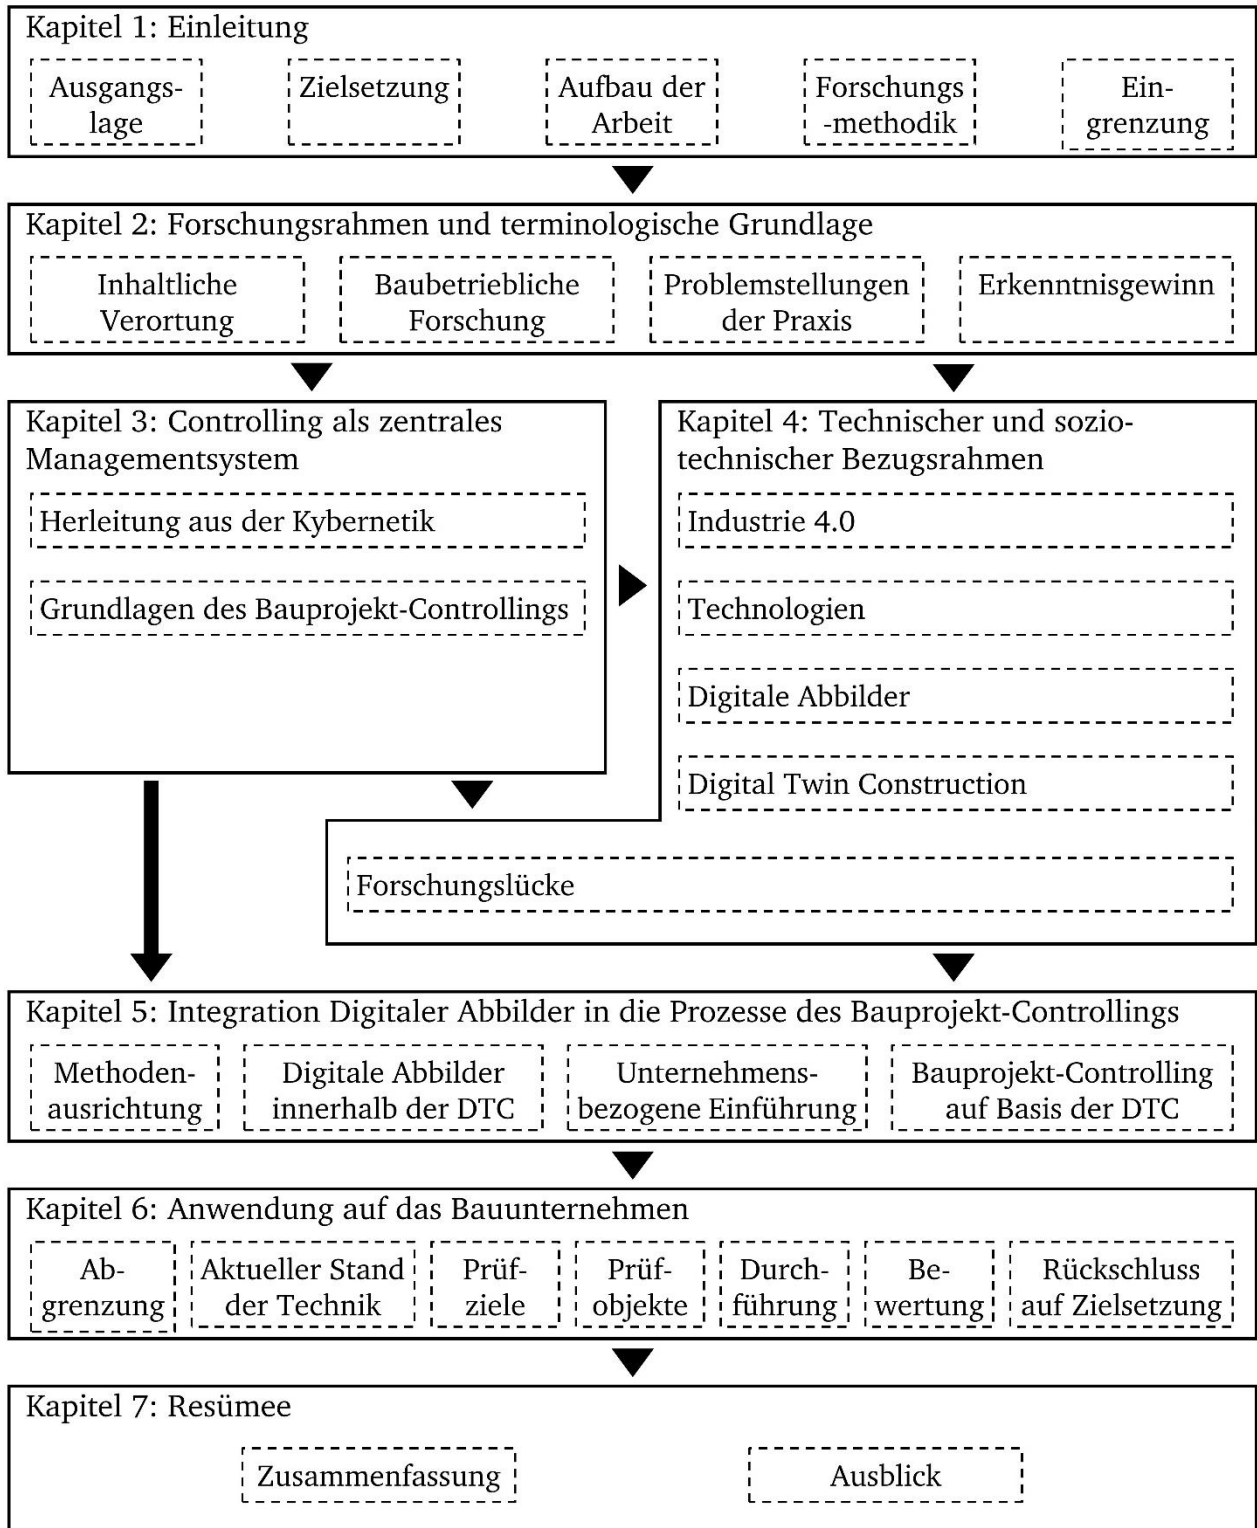 Kapitel 1: Einleitung
Ausgangs-
lage
Zielsetzung
Aufbau der
Arbeit
Forschungs
-methodik
Ein-
grenzung
Kapitel 2: Forschungsrahmen und terminologische Grundlage
Inhaltliche
Verortung
Baubetriebliche
Forschung
Problemstellungen
der Praxis
Erkenntnisgewinn
Kapitel 3: Controlling als zentrales
Managementsystem
Herleitung aus der Kybernetik
Grundlagen des Bauprojekt-Controllings
Kapitel 4: Technischer und sozio-
technischer Bezugsrahmen
Industrie 4.0
Technologien
Digitale Abbilder
Digital Twin Construction
Forschungslücke
Kapitel 5: Integration Digitaler Abbilder in die Prozesse des Bauprojekt-Controllings
Methoden-
ausrichtung
Digitale Abbilder
innerhalb der DTC
Unternehmens-
bezogene Einführung
Bauprojekt-Controlling
auf Basis der DTC
Kapitel 6: Anwendung auf das Bauunternehmen
Ab-
grenzung
Aktueller Stand
der Technik
Prüf-
ziele
Prüf-
objekte
Durch-
führung
Be-
wertung
Rückschluss
auf Zielsetzung
Kapitel 7: Resümee
Zusammenfassung
Ausblick